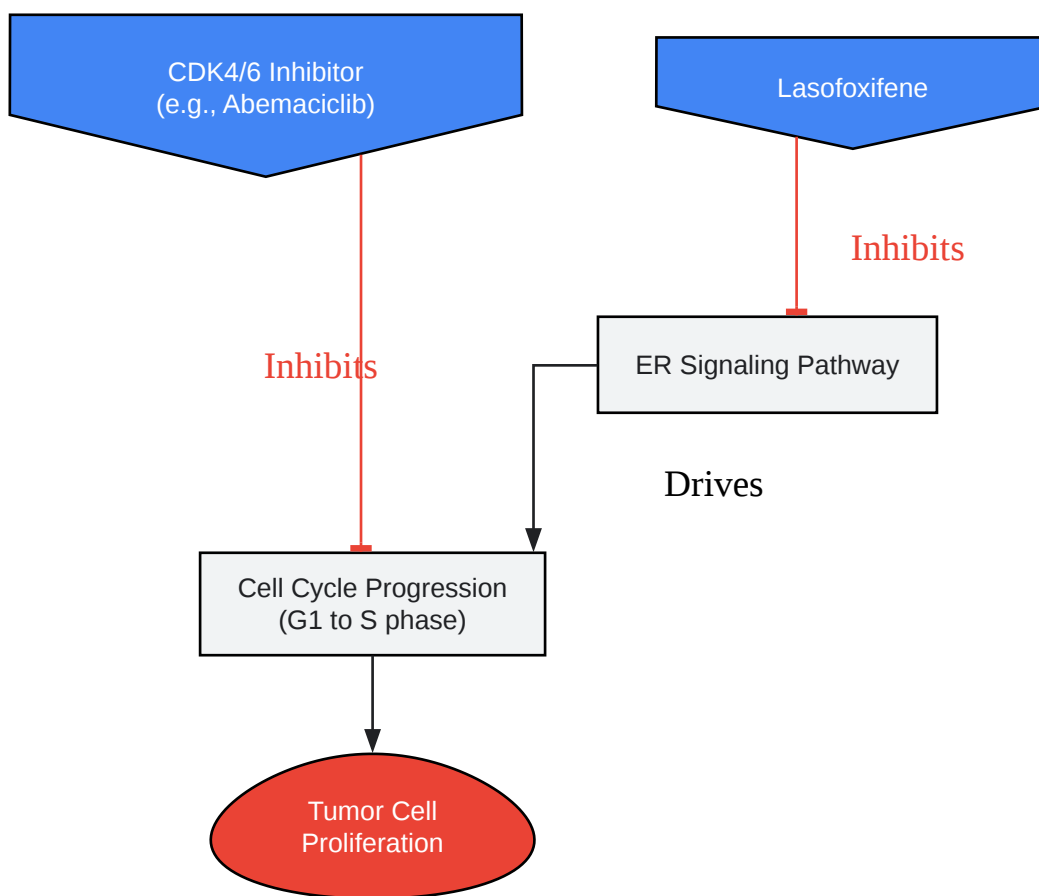 CDK4/6 Inhibitor
(e.g., Abemaciclib)
Lasofoxifene
Inhibits
Inhibits
ER Signaling Pathway
Drives
Cell Cycle Progression
(G1 to S phase)
Tumor Cell
Proliferation